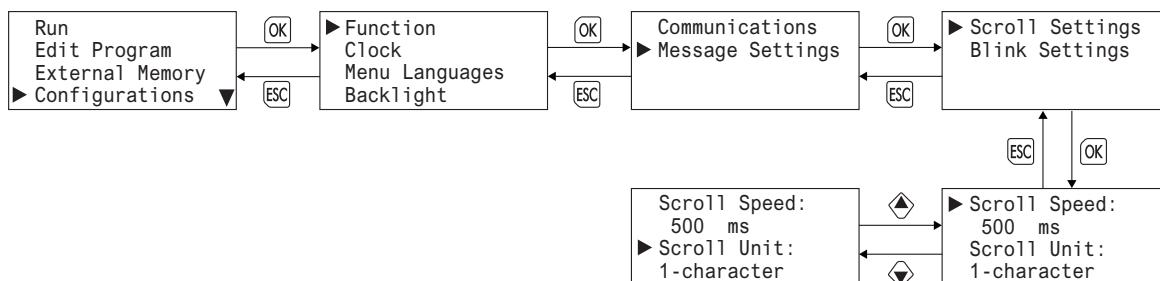 Run
Edit Program
External Memory
Configurations
OK
ESC
Function
Clock
Menu Languages
Backlight
OK
ESC
Communications
Message Settings
OK
ESC
Scroll Settings
Blink Settings
ESC
OK
Scroll Speed:
500 ms
Scroll Unit:
1-character
Scroll Speed:
500 ms
Scroll Unit:
1-character